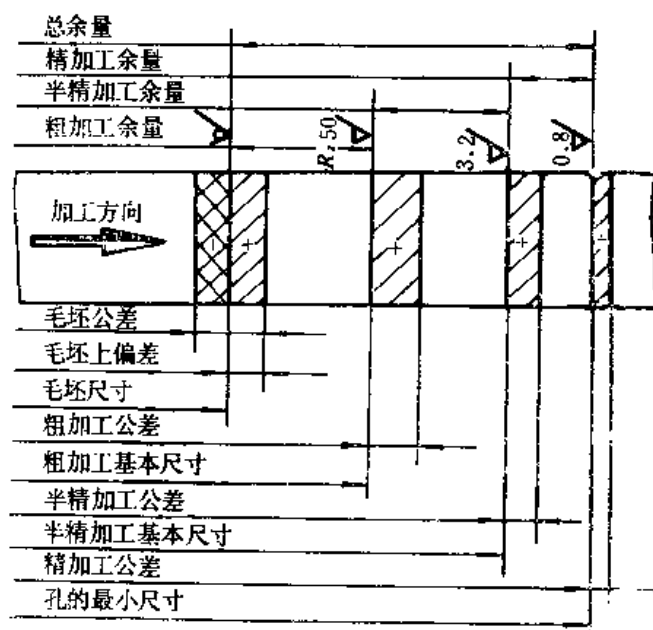 总余量
精加工余量
半精加工余量
粗加工余量
Rz50
3.2
0.8
加工方向
毛坯公差
毛坯上偏差
毛坯尺寸
粗加工公差
粗加工基本尺寸
半精加工公差
半精加工基本尺寸
精加工公差
孔的最小尺寸